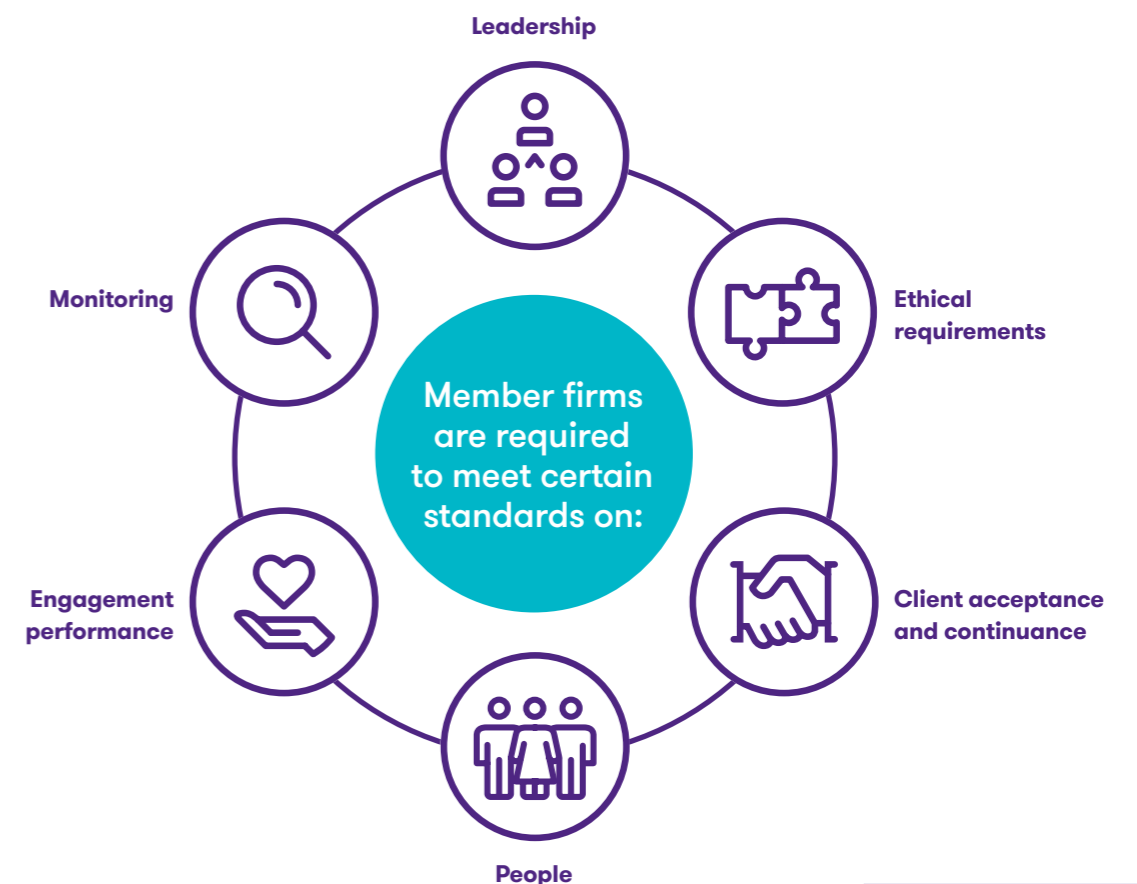 Leadership
Monitoring
Ethical
requirements
Member firms
are required
to meet certain
standards on:
Engagement
performance
Client acceptance
and continuance
People